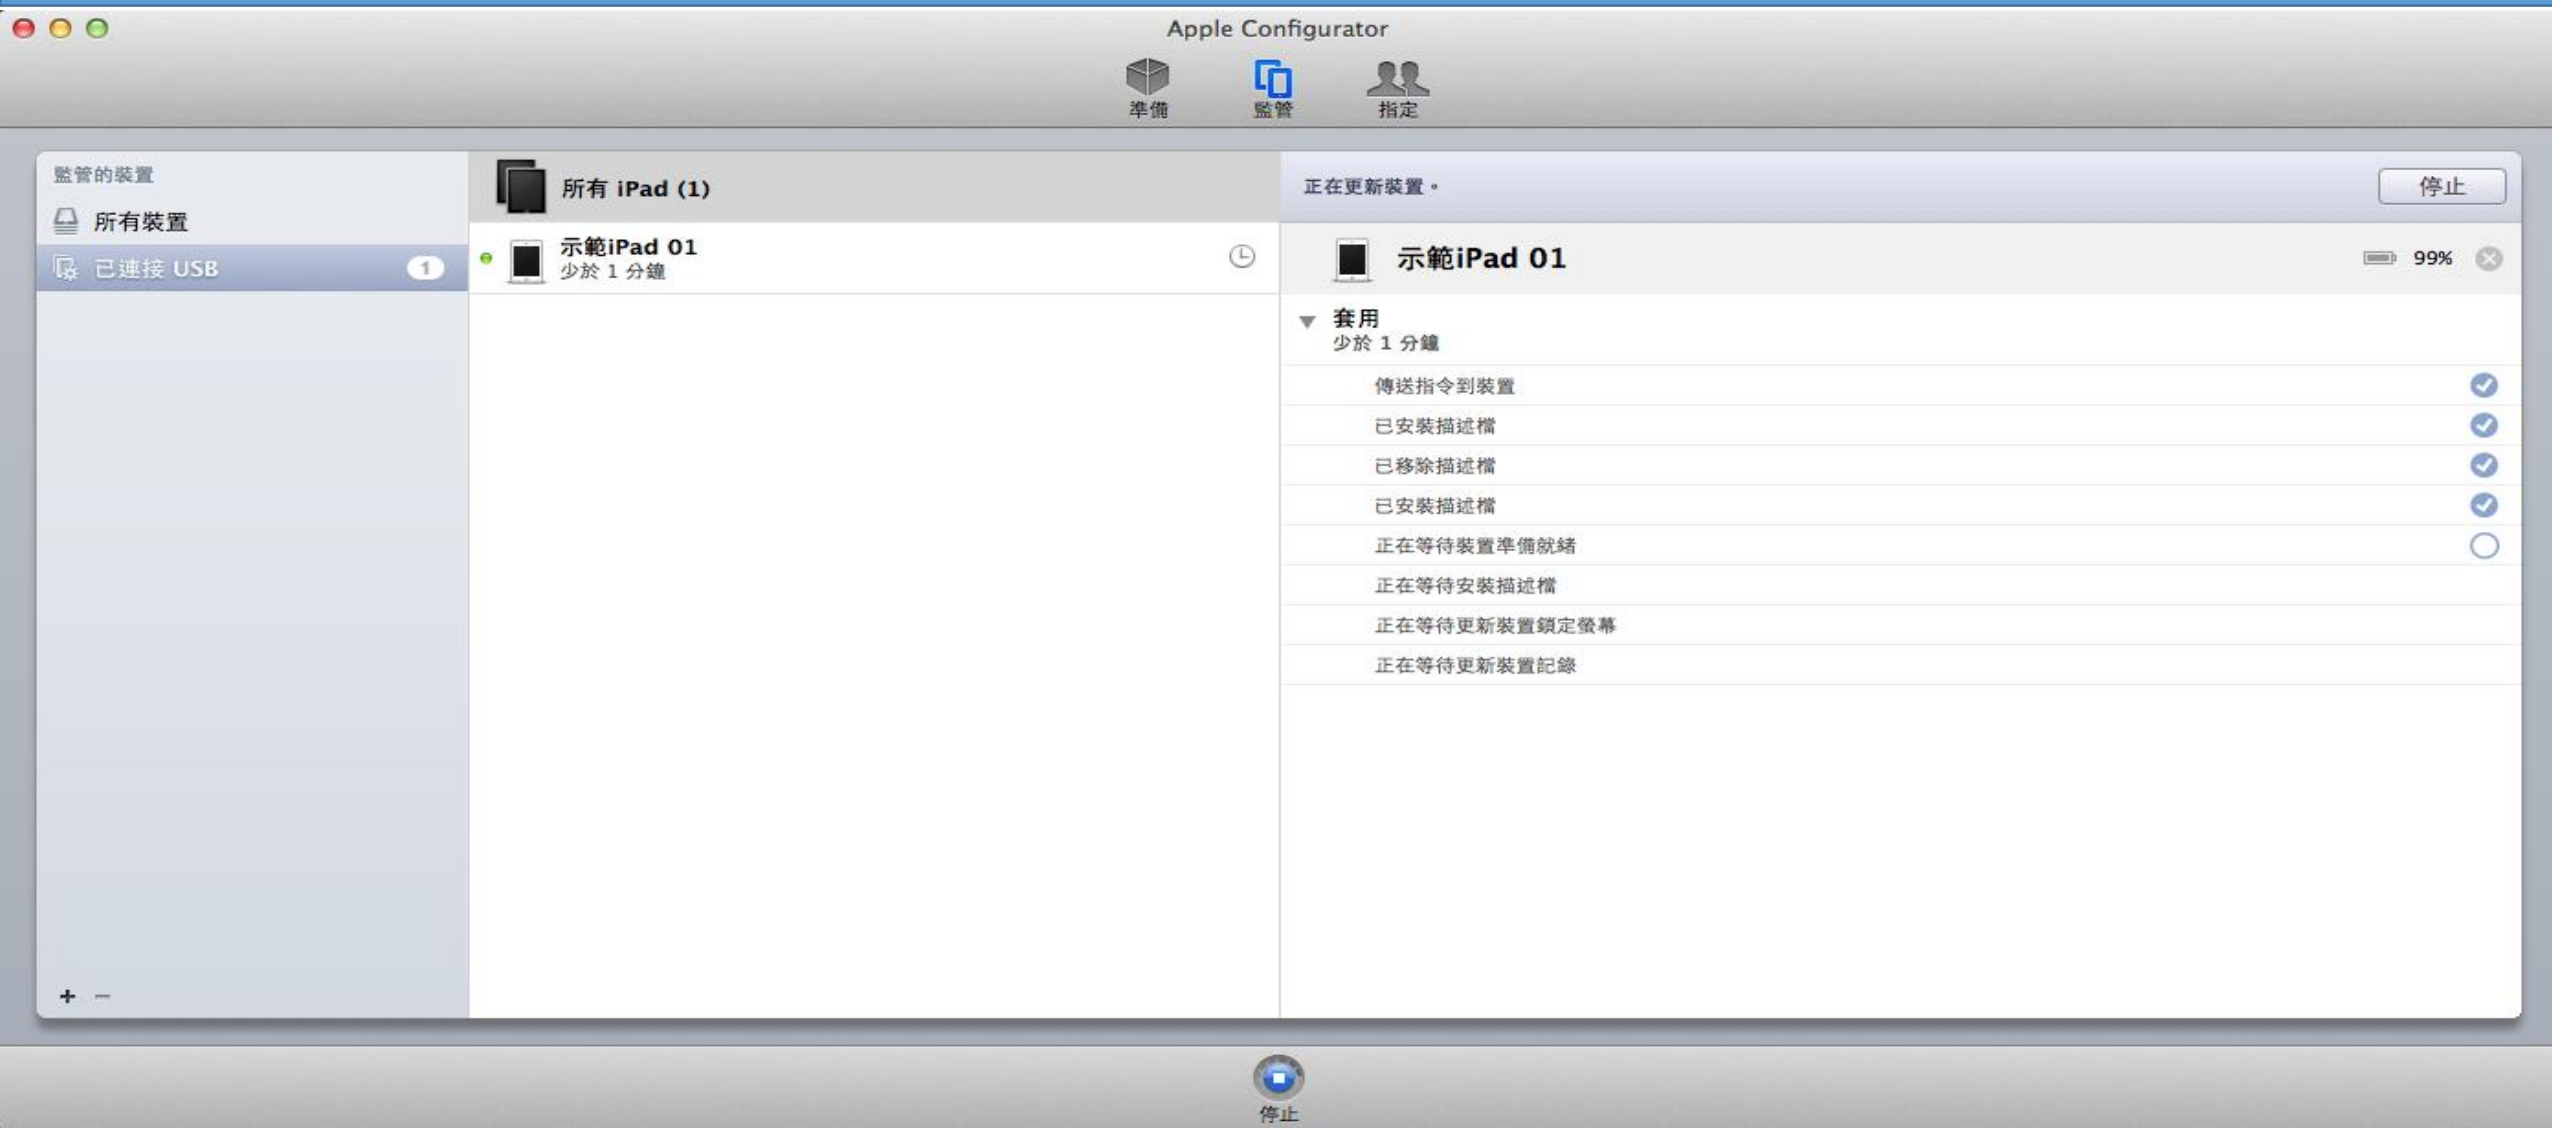 Apple Configurator
準備
監管
指定
監管的裝置
所有裝置
已連接 USB
1
所有 iPad (1)
示範iPad 01
少於 1 分鐘
正在更新裝置。
停止
示範iPad 01
99%
套用
少於 1 分鐘
傳送指令到裝置
已安裝描述檔
已移除描述檔
已安裝描述檔
正在等待裝置準備就緒
正在等待安裝描述檔
正在等待更新裝置鎖定螢幕
正在等待更新裝置記錄
停止